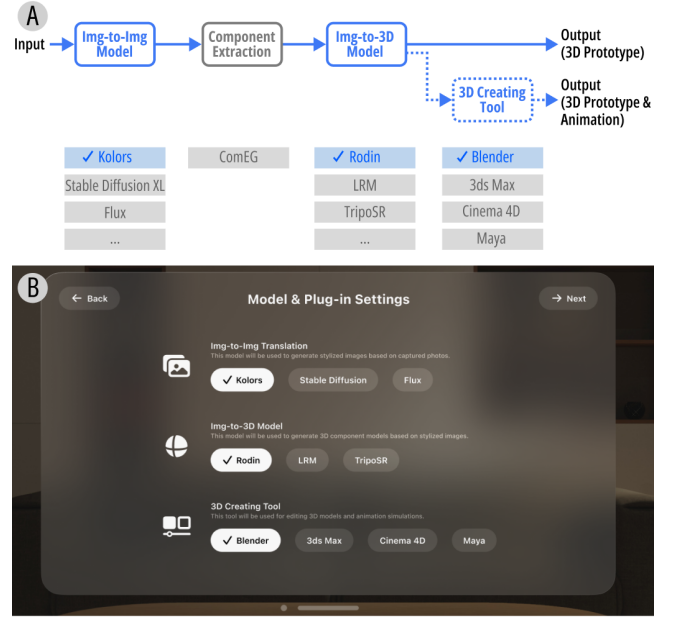 A
Input
Img-to-Img
Model
Component
Extraction
Img-to-3D
Model
Output
(3D Prototype)
3D Creating
Tool
Output
(3D Prototype &
Animation)
✓ Kolors
ComEG
✓ Rodin
✓ Blender
Stable Diffusion XL
LRM
3ds Max
Flux
TripoSR
Cinema 4D
...
...
Maya
B
← Back
Model & Plug-in Settings
→ Next
Img-to-Img Translation
This model will be used to generate stylized images based on captured photos.
✓ Kolors Stable Diffusion Flux
Img-to-3D Model
This model will be used to generate 3D component models based on stylized images.
✓ Rodin LRM TripoSR
3D Creating Tool
This tool will be used for editing 3D models and animation simulations.
✓ Blender 3ds Max Cinema 4D Maya